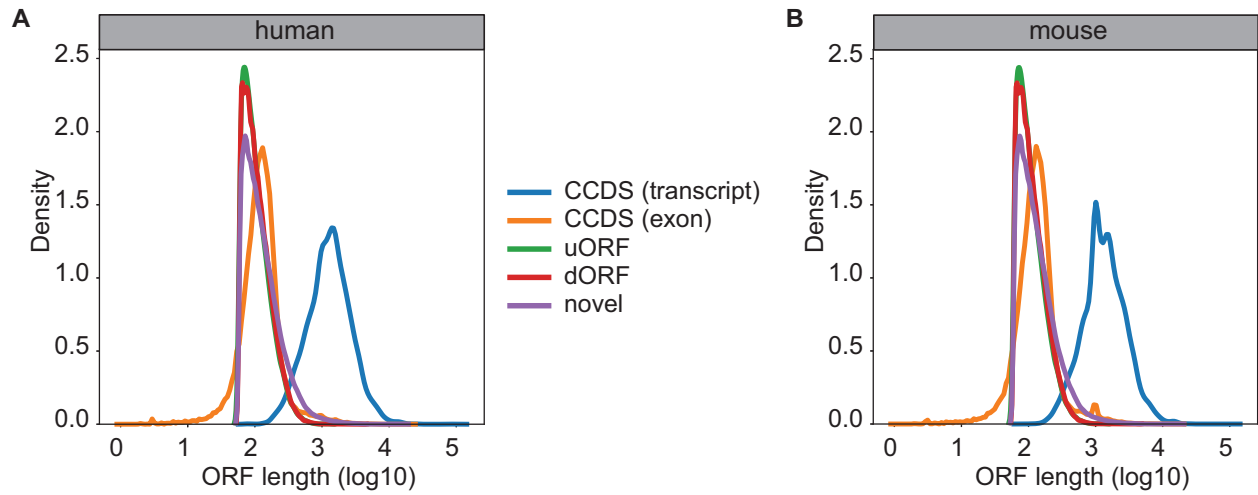 A
human
2.5
2.0
1.5
1.0
0.5
0.0
Density
0 1 2 3 4 5
ORF length (log10)
CCDS (transcript)
CCDS (exon)
uORF
dORF
novel
B
mouse
2.5
2.0
1.5
1.0
0.5
0.0
Density
0 1 2 3 4 5
ORF length (log10)